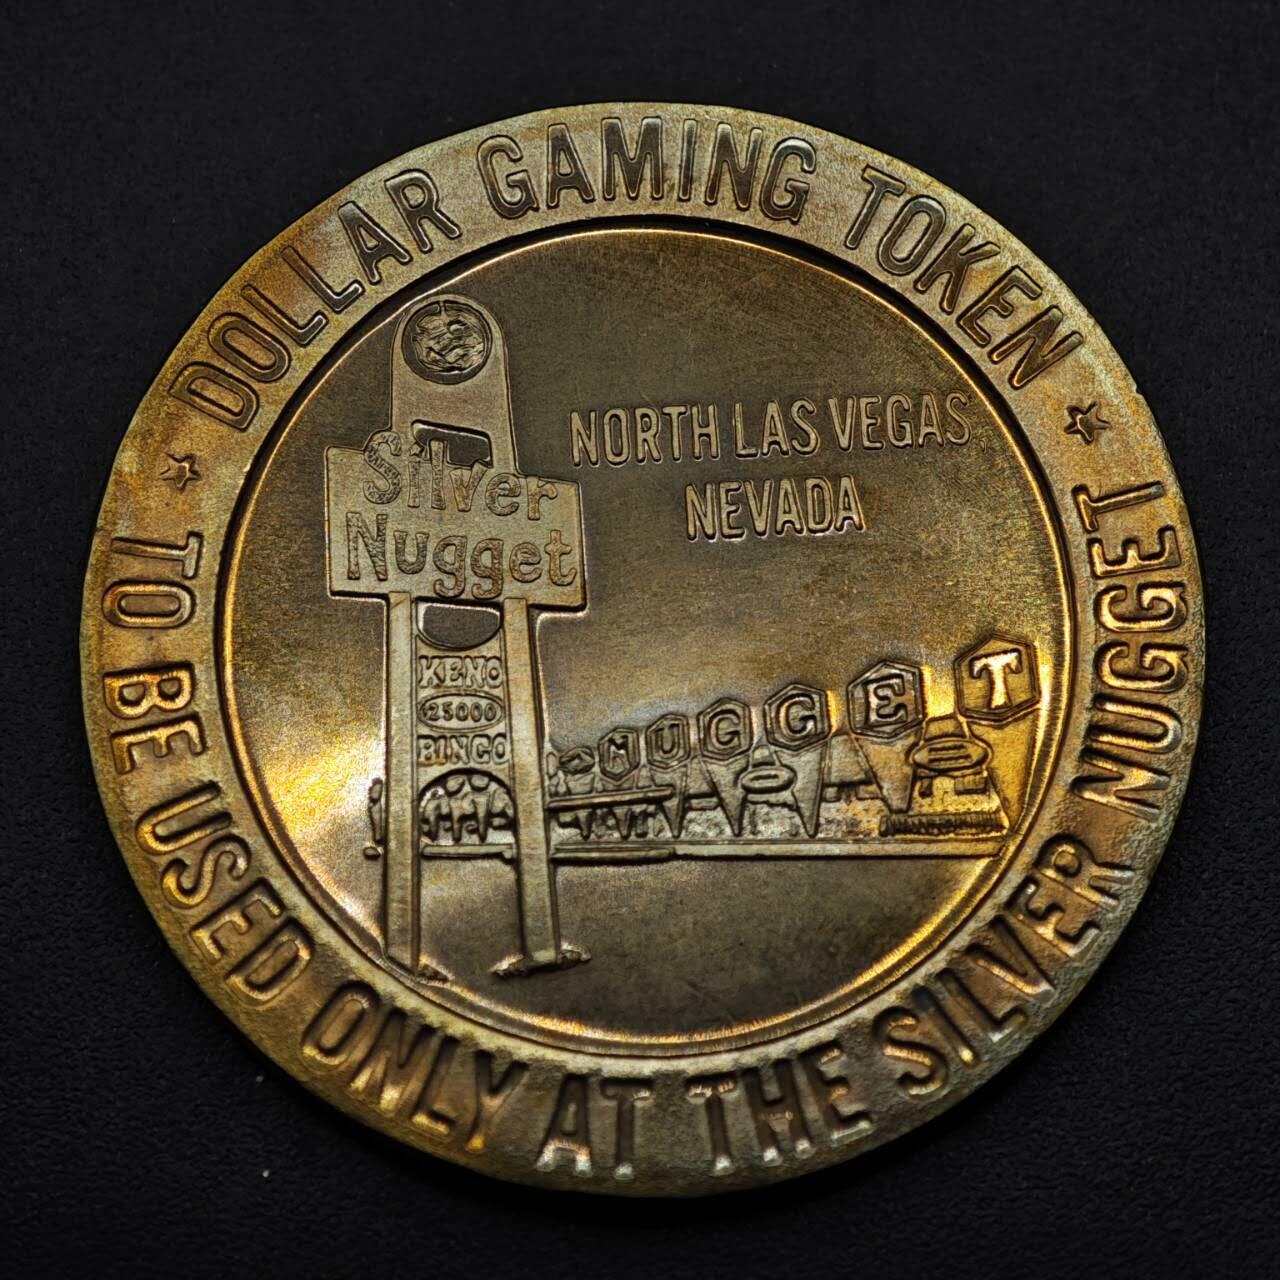 DOLLAR GAMING TOKEN
TO BE USED ONLY AT THE SILVER NUGGET
NORTH LAS VEGAS,
NEVADA
Silver
Nugget
KENO
25000
BINGO
NUGGET